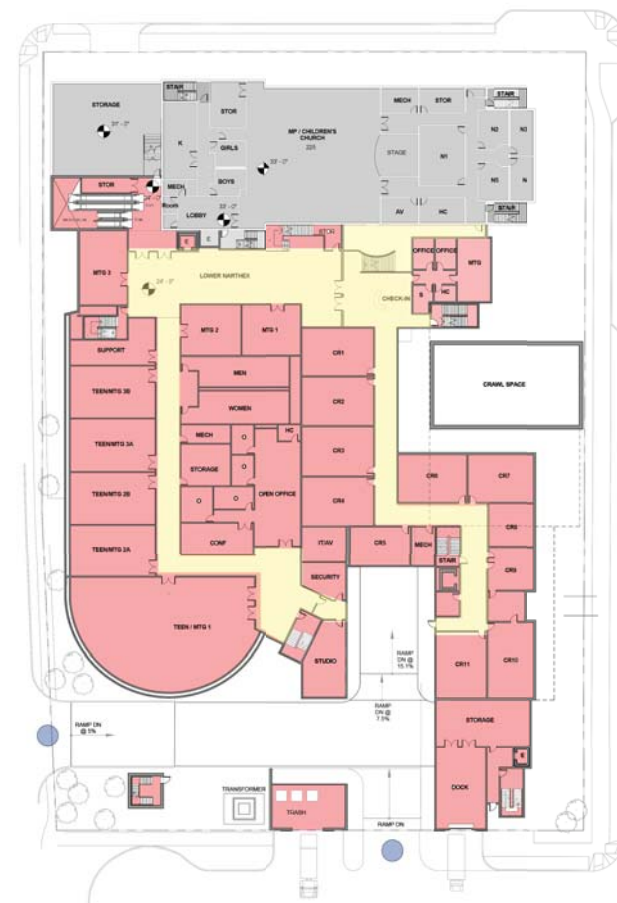 STAIR
STORAGE
STOR
MECH
STOR
STAIR
MP / CHILDREN'S
CHURCH
225
K
GIRLS
STAGE
N1
N2
N3
BOYS
MECH
Room
LOBBY
N5
N
AV
HC
STAIR
STOR
E
E
STOR
MTG 3
LOWER NARTHEX
24' - 0"
CHECK-IN
OFFICE
OFFICE
MTG
S
HC
MTG 2
MTG 1
SUPPORT
CR1
CRAWL SPACE
TEEN/MTG 3B
MEN
CR2
WOMEN
TEEN/MTG 3A
MECH
HC
CR3
STORAGE
O
O
OPEN OFFICE
CR6
CR7
TEEN/MTG 2B
O
O
CR4
CR8
TEEN/MTG 2A
CONF
IT/AV
CR5
MECH
STAIR
CR9
SECURITY
TEEN / MTG 1
STUDIO
RAMP
DN @
15.1%
CR11
CR10
RAMP
DN @
7.5%
RAMP DN
@ 5%
STORAGE
E
TRANSFORMER
TRASH
DOCK
RAMP DN